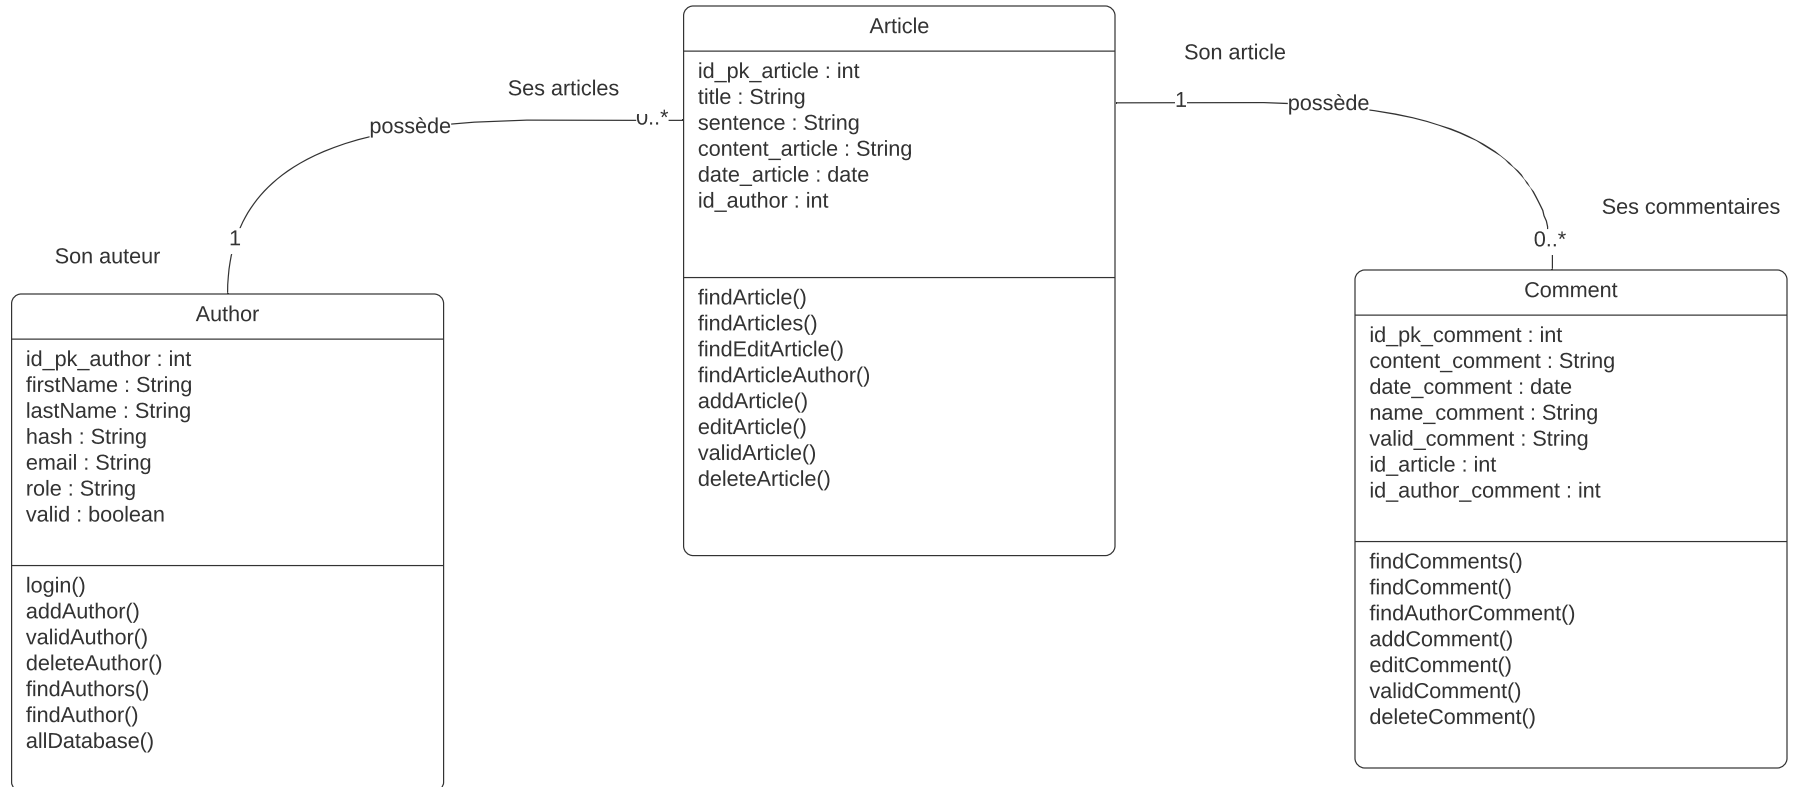 Article
id_pk_article : int
title : String
sentence : String
content_article : String
date_article : date
id_author : int
findArticle()
findArticles()
findEditArticle()
findArticleAuthor()
addArticle()
editArticle()
validArticle()
deleteArticle()
Ses articles
possède
0..*
1
Son auteur
Author
id_pk_author : int
firstName : String
lastName : String
hash : String
email : String
role : String
valid : boolean
login()
addAuthor()
validAuthor()
deleteAuthor()
findAuthors()
findAuthor()
allDatabase()
Son article
1
possède
Ses commentaires
0..*
Comment
id_pk_comment : int
content_comment : String
date_comment : date
name_comment : String
valid_comment : String
id_article : int
id_author_comment : int
findComments()
findComment()
findAuthorComment()
addComment()
editComment()
validComment()
deleteComment()